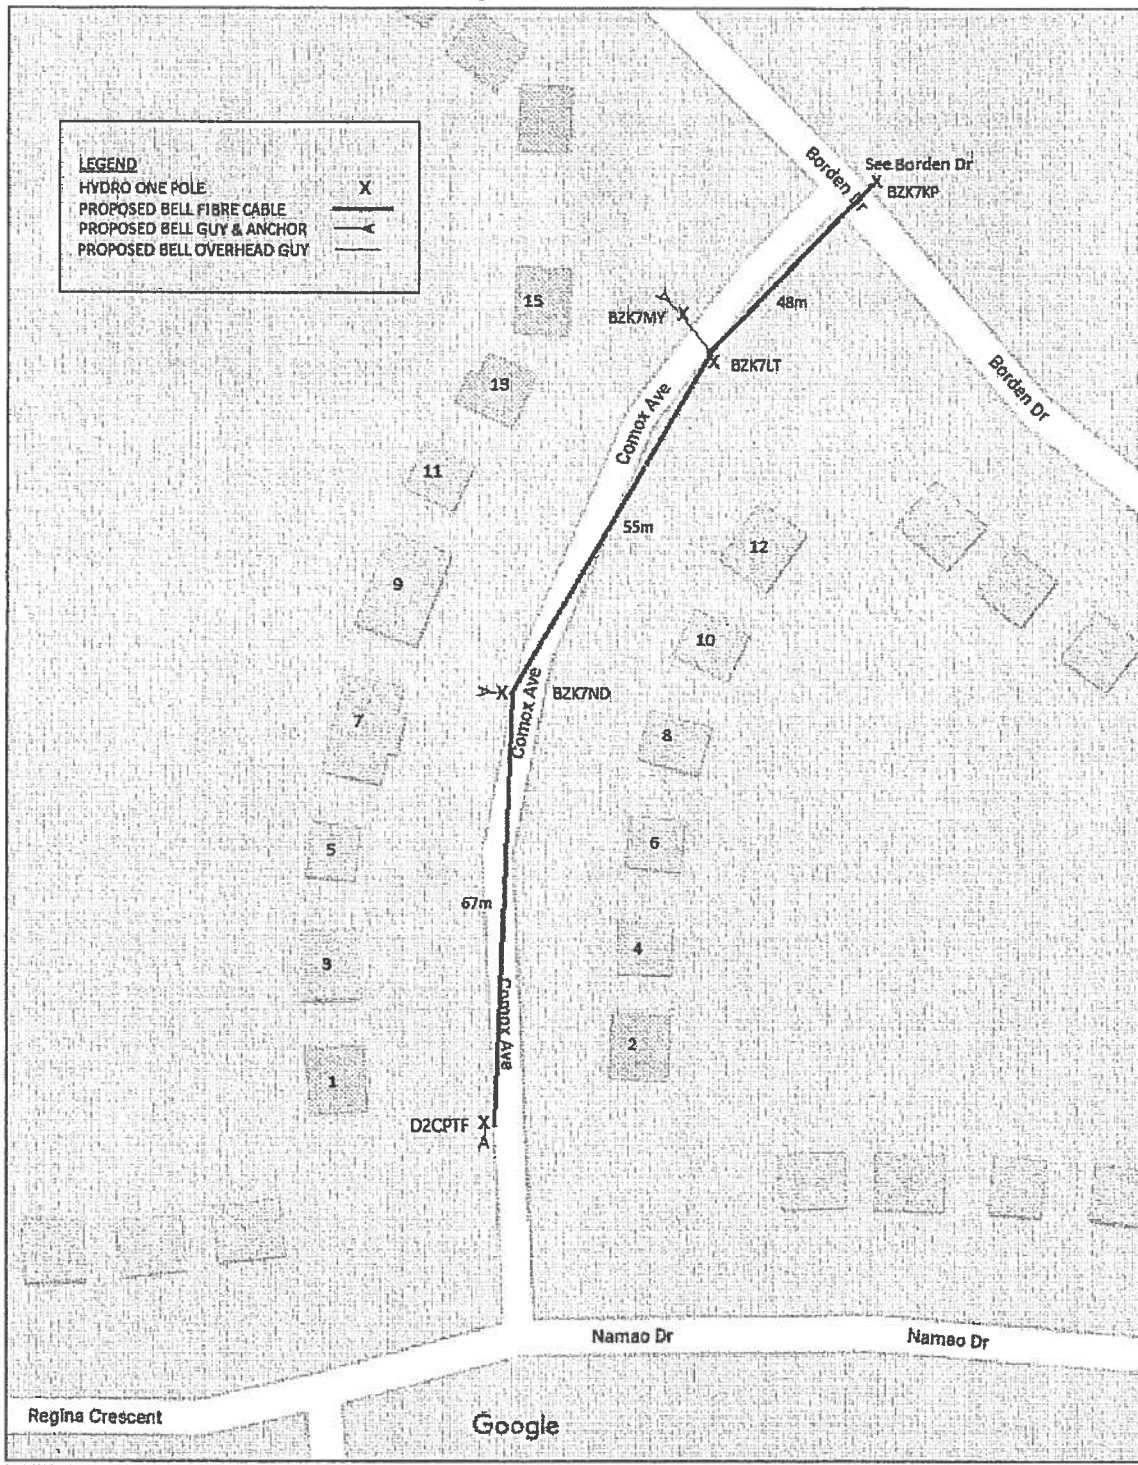 LEGEND
HYDRO ONE POLE X
PROPOSED BELL FIBRE CABLE
PROPOSED BELL GUY & ANCHOR
PROPOSED BELL OVERHEAD GUY
Borden Dr
See Borden Dr
X
BZK7KP
48m
15
BZK7MY
X
X
BZK7LT
Borden Dr
13
Comox Ave
11
55m
12
9
10
X
BZK7ND
Comox Ave
7
8
5
6
67m
3
4
Comox Ave
2
1
D2CPTF
X
Namao Dr
Namao Dr
Regina Crescent
Google